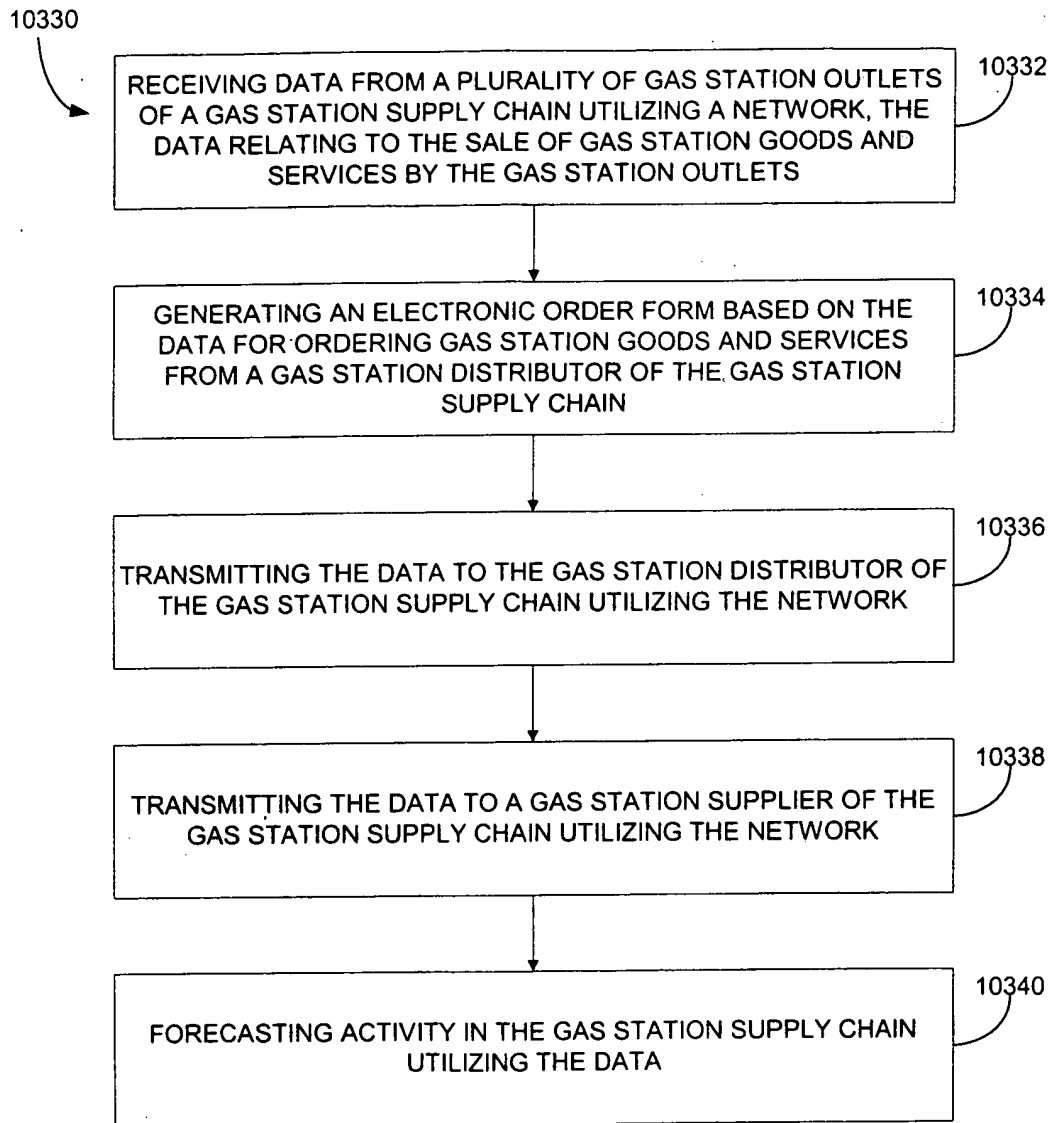 10330
RECEIVING DATA FROM A PLURALITY OF GAS STATION OUTLETS
OF A GAS STATION SUPPLY CHAIN UTILIZING A NETWORK, THE
DATA RELATING TO THE SALE OF GAS STATION GOODS AND
SERVICES BY THE GAS STATION OUTLETS
10332
GENERATING AN ELECTRONIC ORDER FORM BASED ON THE
DATA FOR ORDERING GAS STATION GOODS AND SERVICES
FROM A GAS STATION DISTRIBUTOR OF THE GAS STATION
SUPPLY CHAIN
10334
TRANSMITTING THE DATA TO THE GAS STATION DISTRIBUTOR OF
THE GAS STATION SUPPLY CHAIN UTILIZING THE NETWORK
10336
TRANSMITTING THE DATA TO A GAS STATION SUPPLIER OF THE
GAS STATION SUPPLY CHAIN UTILIZING THE NETWORK
10338
FORECASTING ACTIVITY IN THE GAS STATION SUPPLY CHAIN
UTILIZING THE DATA
10340